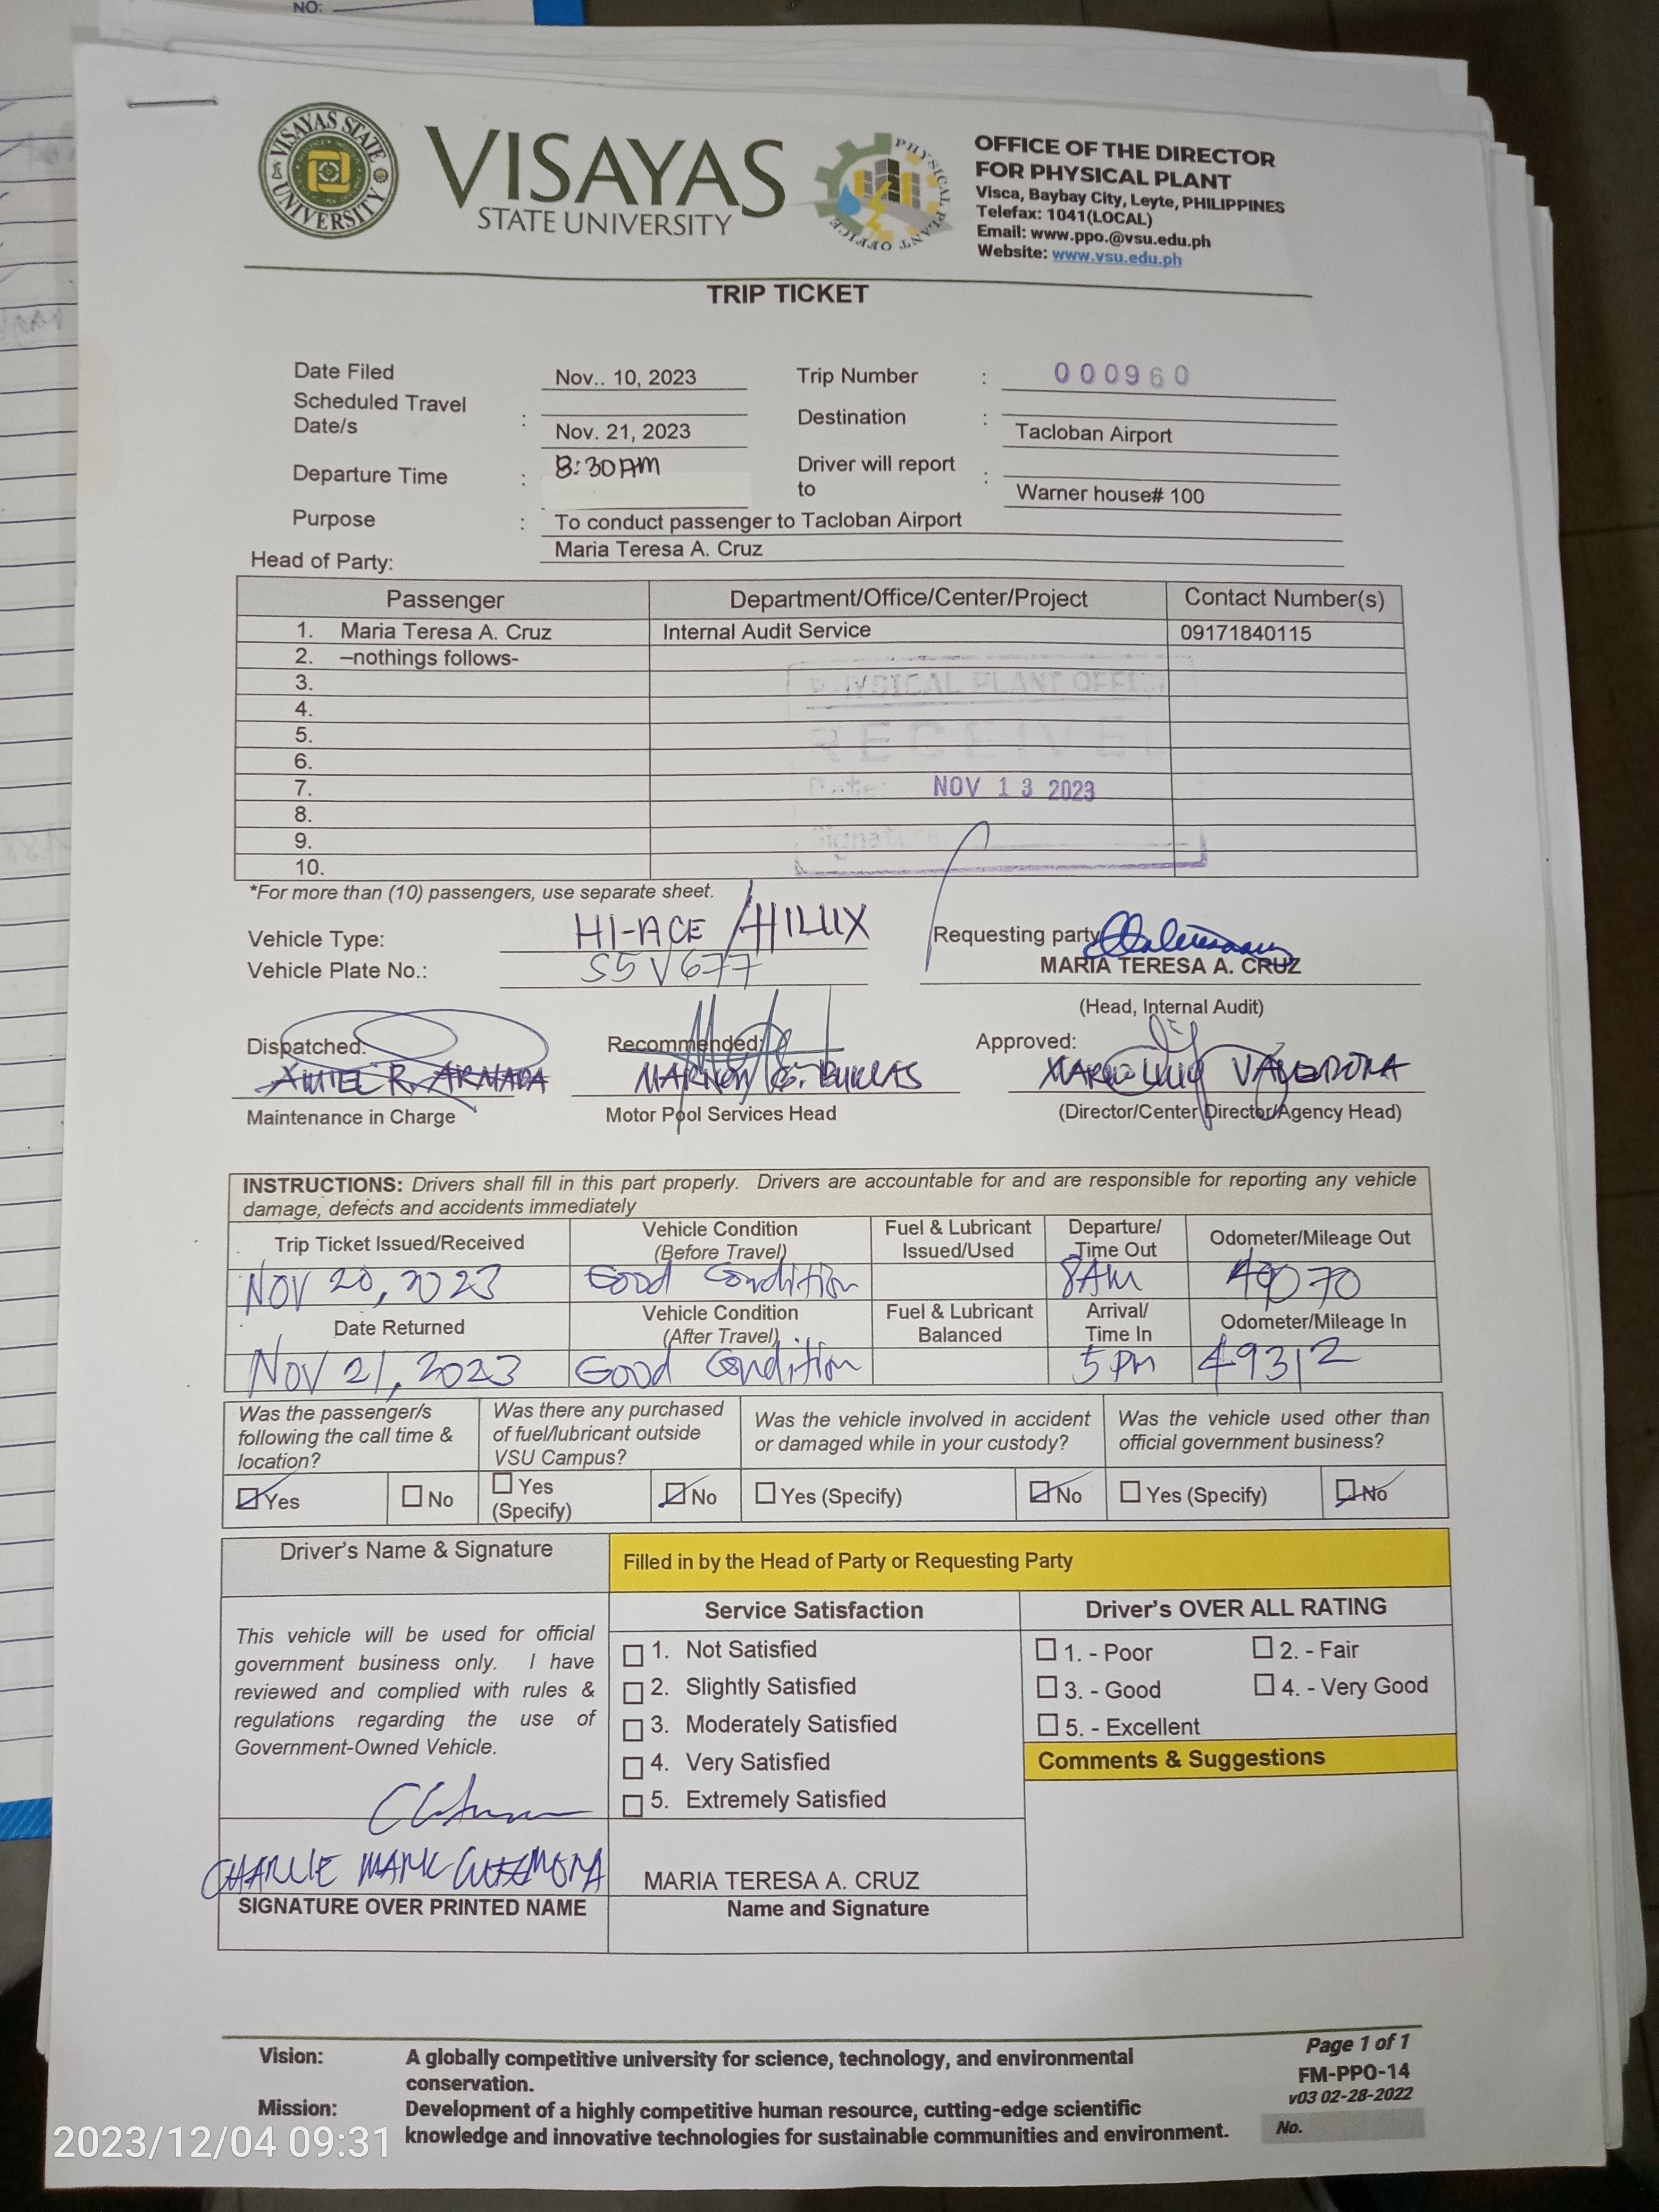 NO:
VISAYAS STATE UNIVERSITY
VISAYAS
STATE UNIVERSITY
PHYSICAL PLANT OFFICE
OFFICE OF THE DIRECTOR
FOR PHYSICAL PLANT
Visca, Baybay City, Leyte, PHILIPPINES
Telefax: 1041(LOCAL)
Email: www.ppo.@vsu.edu.ph
Website: www.vsu.edu.ph
TRIP TICKET
Date Filed Nov.. 10, 2023 Trip Number : 000960
Scheduled Travel Date/s : Nov. 21, 2023 Destination : Tacloban Airport
Departure Time : 8:30AM Driver will report to : Warner house# 100
Purpose : To conduct passenger to Tacloban Airport
Head of Party: Maria Teresa A. Cruz
Passenger Department/Office/Center/Project Contact Number(s)
1. Maria Teresa A. Cruz Internal Audit Service 09171840115
2. –nothings follows-
3.
4.
5.
6.
7.
8.
9.
10.
PHYSICAL PLANT OFFICE
RECEIVED
Date: NOV 13 2023
Signature
*For more than (10) passengers, use separate sheet.
Vehicle Type: HI-ACE /HILUX
Vehicle Plate No.: S5V677
Requesting party
MARIA TERESA A. CRUZ
(Head, Internal Audit)
Dispatched: Recommended: Approved:
R. ARNADA
Maintenance in Charge Motor Pool Services Head (Director/Center Director/Agency Head)
INSTRUCTIONS: Drivers shall fill in this part properly. Drivers are accountable for and are responsible for reporting any vehicle
damage, defects and accidents immediately
Trip Ticket Issued/Received Vehicle Condition (Before Travel) Fuel & Lubricant Issued/Used Departure/ Time Out Odometer/Mileage Out
NOV 20, 2023 Good Condition 8AM
Date Returned Vehicle Condition (After Travel) Fuel & Lubricant Balanced Arrival/ Time In Odometer/Mileage In
NOV 21, 2023 Good Condition 5 PM 49312
Was the passenger/s following the call time & location? Was there any purchased of fuel/lubricant outside VSU Campus? Was the vehicle involved in accident or damaged while in your custody? Was the vehicle used other than official government business?
Yes No Yes (Specify) No Yes (Specify) No Yes (Specify) No
Driver's Name & Signature Filled in by the Head of Party or Requesting Party
This vehicle will be used for official
government business only. I have
reviewed and complied with rules &
regulations regarding the use of
Government-Owned Vehicle.
CHARLIE MARK
SIGNATURE OVER PRINTED NAME
Service Satisfaction
1. Not Satisfied
2. Slightly Satisfied
3. Moderately Satisfied
4. Very Satisfied
5. Extremely Satisfied
MARIA TERESA A. CRUZ
Name and Signature
Driver's OVER ALL RATING
1. - Poor 2. - Fair
3. - Good 4. - Very Good
5. - Excellent
Comments & Suggestions
Vision: A globally competitive university for science, technology, and environmental
conservation.
Mission: Development of a highly competitive human resource, cutting-edge scientific
knowledge and innovative technologies for sustainable communities and environment.
Page 1 of 1
FM-PPO-14
v03 02-28-2022
No.
2023/12/04 09:31